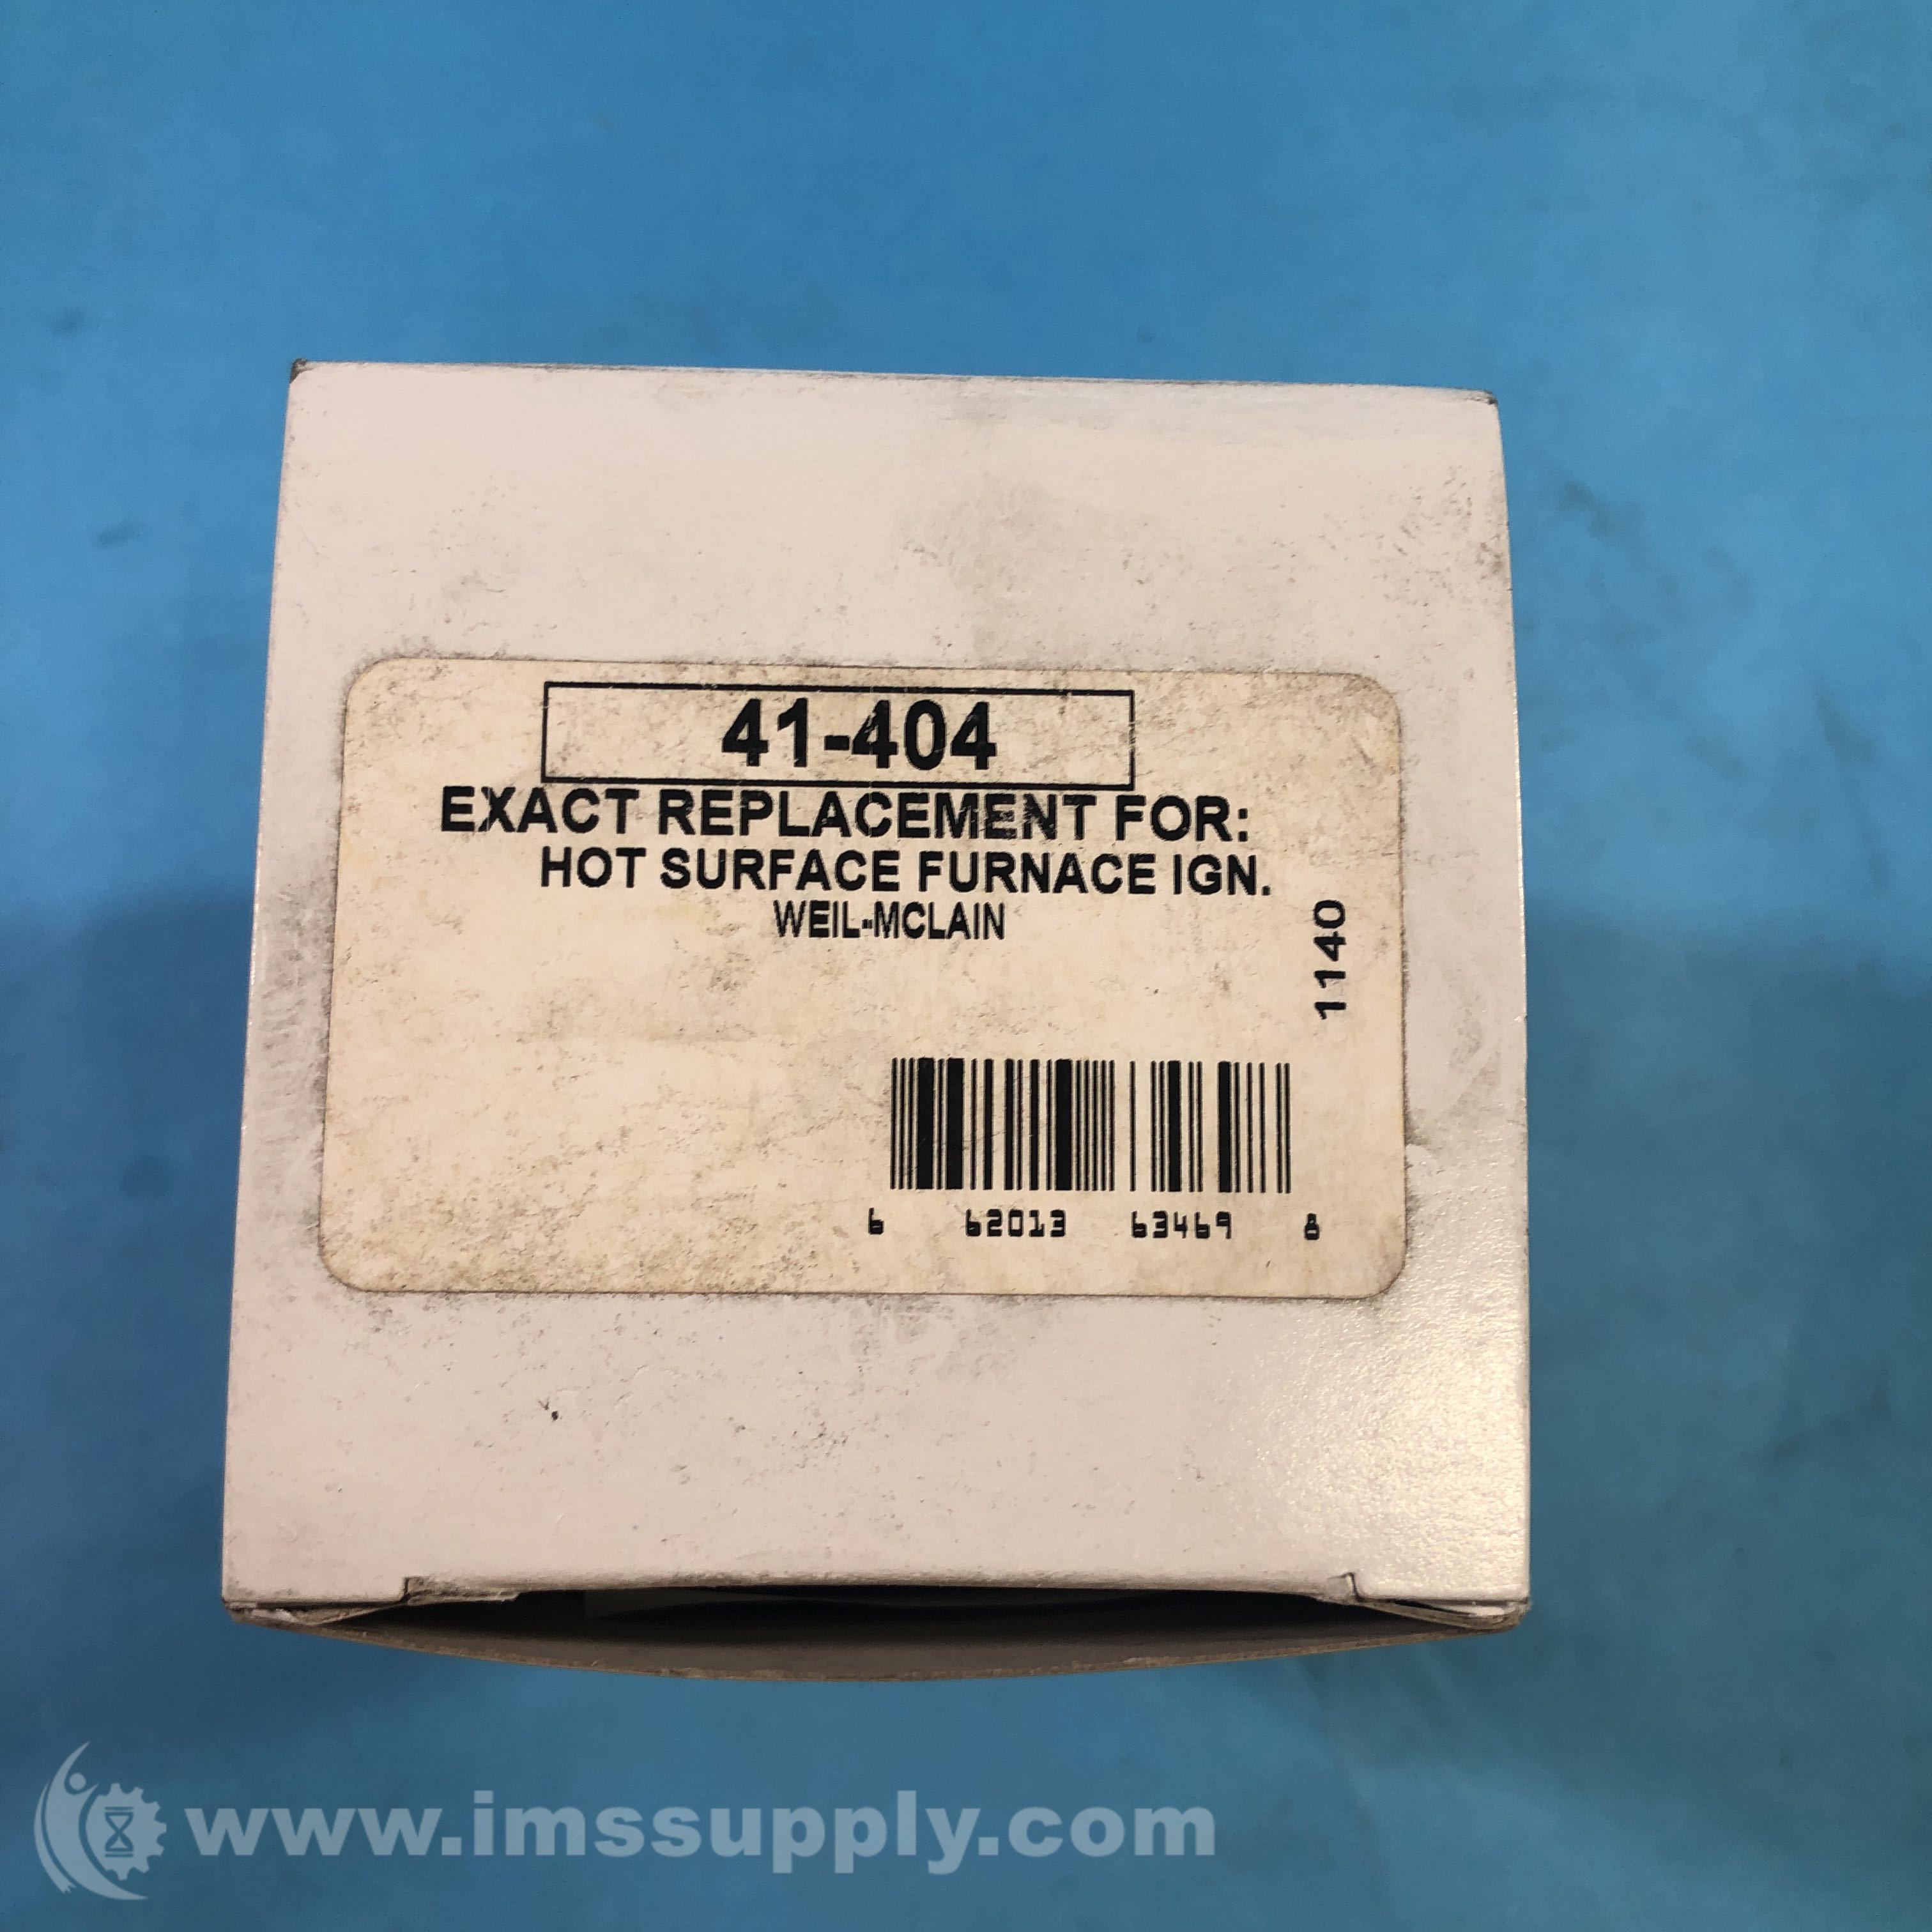 41-404
EXACT REPLACEMENT FOR:
HOT SURFACE FURNACE IGN.
WEIL-MCLAIN
1140
6 62013 63469 8
www.imssupply.com